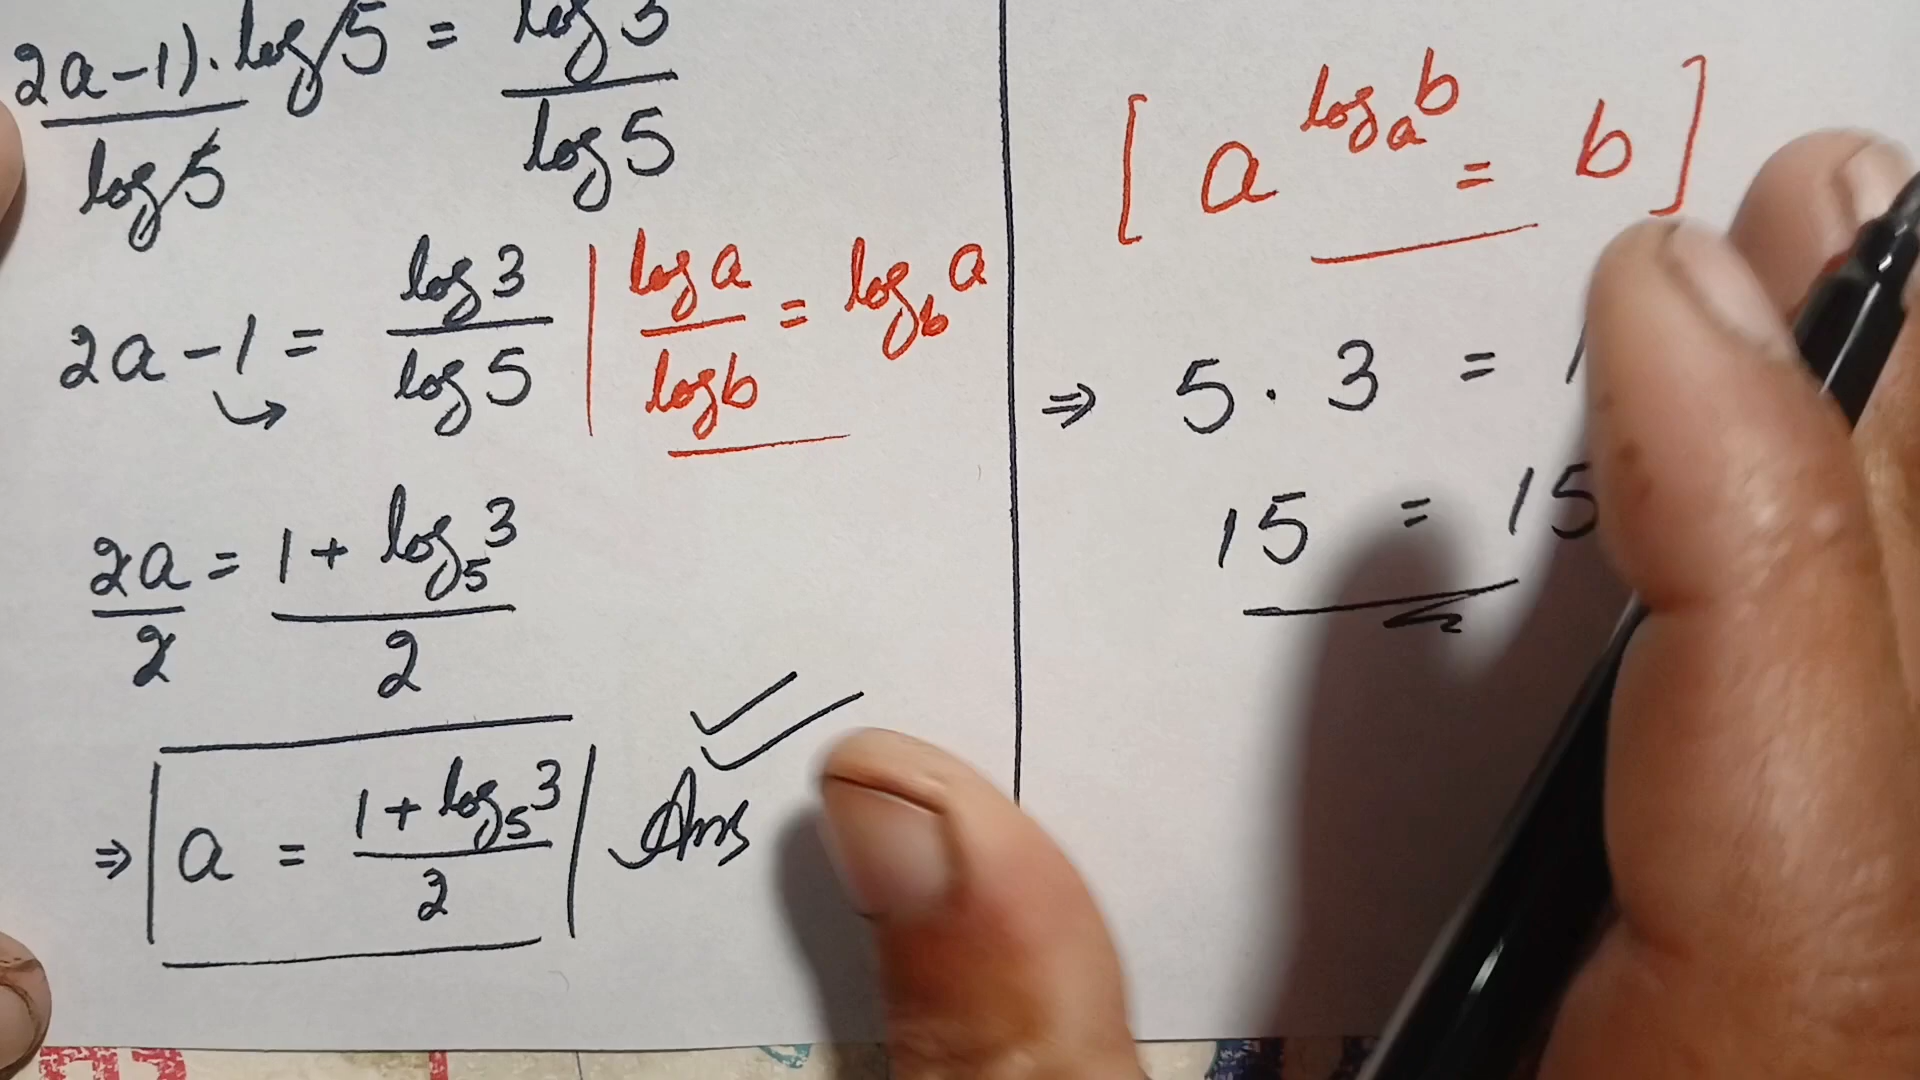 2a-1).log5 = log3
log5 log5
2a-1 = log3/log5 | loga/logb = log_b a
2a/2 = (1 + log_5 3)/2
⇒ | a = (1 + log_5 3)/2 | Ans
[ a^(log_a b) = b ]
⇒ 5 . 3 = 1
15 = 15